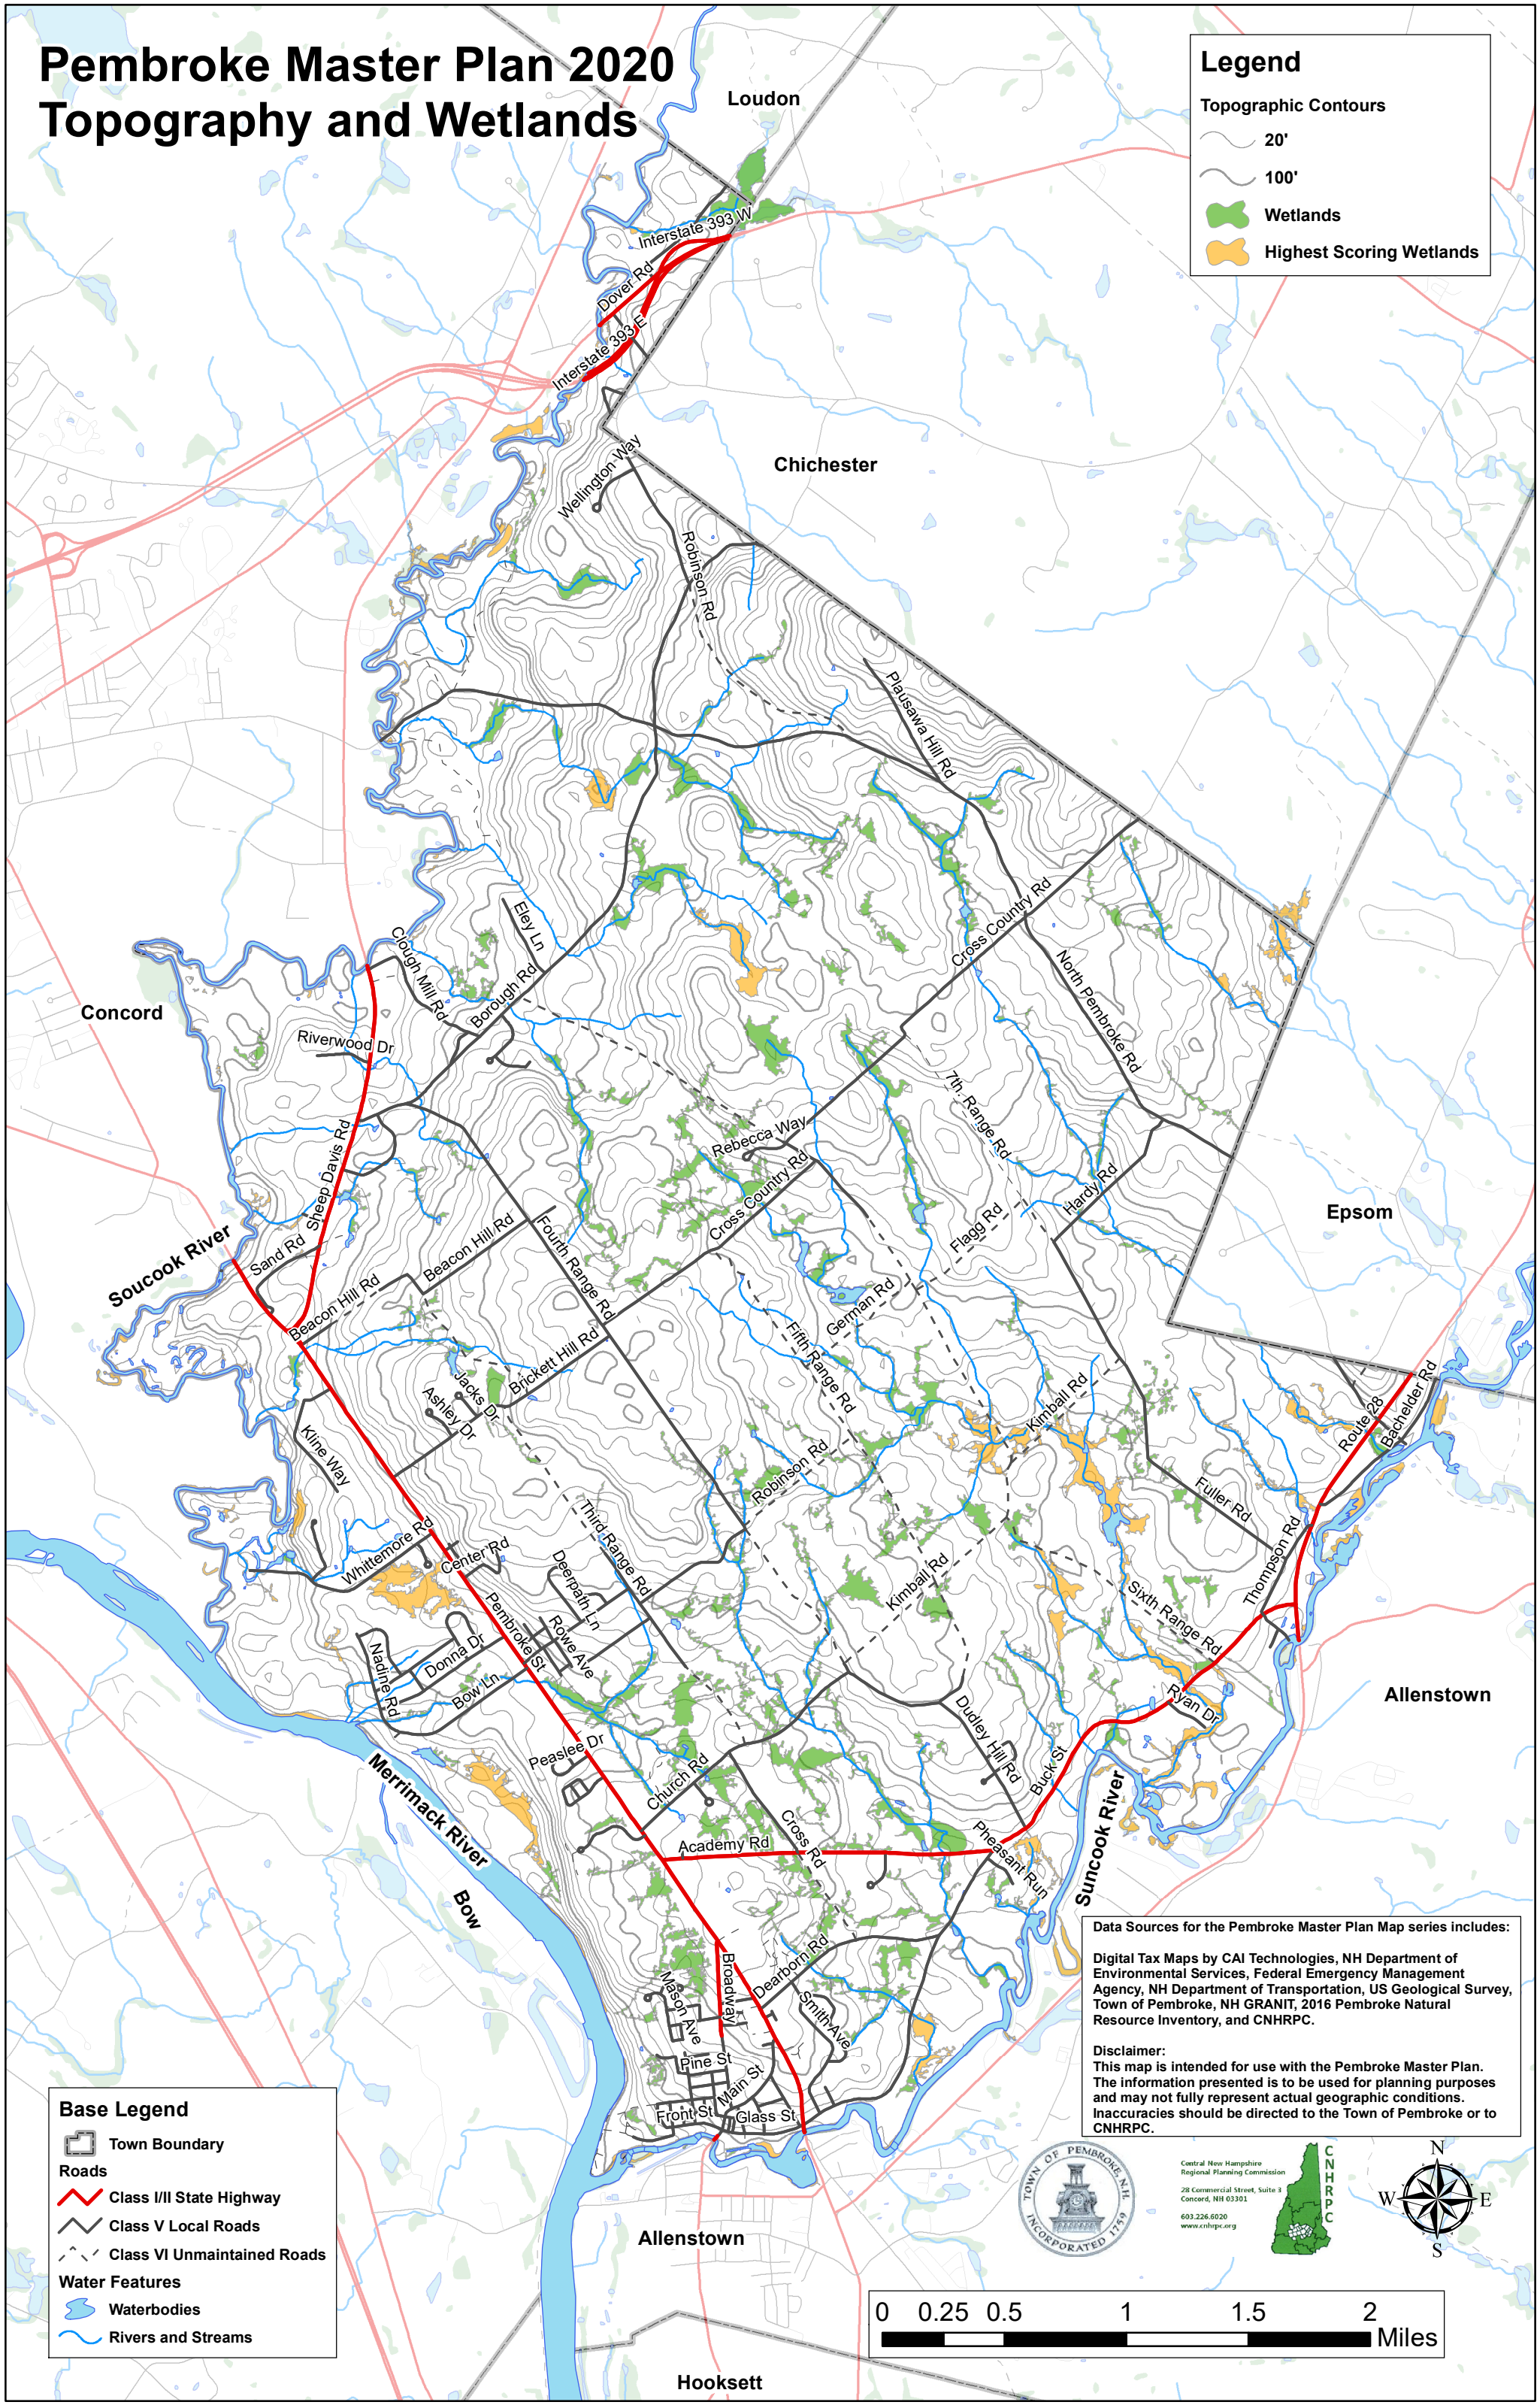 Pembroke Master Plan 2020
Topography and Wetlands
Legend
Topographic Contours
20'
100'
Wetlands
Highest Scoring Wetlands
Loudon
Interstate 393 W
Dover Rd
Interstate 393 E
Chichester
Wellington Way
Robinson Rd
Plausawa Hill Rd
Cross Country Rd
North Pembroke Rd
Eley Ln
Clough Mill Rd
Borough Rd
Concord
Riverwood Dr
7th. Range Rd
Rebecca Way
Cross Country Rd
Hardy Rd
Sheep Davis Rd
Epsom
Soucook River
Sand Rd
Beacon Hill Rd
Beacon Hill Rd
Fourth Range Rd
Flagg Rd
German Rd
Fifth Range Rd
Brickett Hill Rd
Jacks Dr
Ashley Dr
Kimball Rd
Route 28
Bachelder Rd
Kline Way
Robinson Rd
Fuller Rd
Third Range Rd
Thompson Rd
Whittemore Rd
Center Rd
Deerpath Ln
Kimball Rd
Sixth Range Rd
Pembroke St
Rowe Ave
Donna Dr
Nadine Rd
Bow Ln
Ryan Dr
Allenstown
Dudley Hill Rd
Buck St
Peaslee Dr
Church Rd
Merrimack River
Suncook River
Cross Rd
Academy Rd
Pheasant Run
Bow
Broadway
Dearborn Rd
Mason Ave
Smith Ave
Pine St
Main St
Front St
Glass St
Data Sources for the Pembroke Master Plan Map series includes:
Digital Tax Maps by CAI Technologies, NH Department of
Environmental Services, Federal Emergency Management
Agency, NH Department of Transportation, US Geological Survey,
Town of Pembroke, NH GRANIT, 2016 Pembroke Natural
Resource Inventory, and CNHRPC.
Disclaimer:
This map is intended for use with the Pembroke Master Plan.
The information presented is to be used for planning purposes
and may not fully represent actual geographic conditions.
Inaccuracies should be directed to the Town of Pembroke or to
CNHRPC.
Base Legend
Town Boundary
Roads
Class I/II State Highway
Class V Local Roads
Class VI Unmaintained Roads
Water Features
Waterbodies
Rivers and Streams
TOWN OF PEMBROKE, N.H.
INCORPORATED 1759
Central New Hampshire
Regional Planning Commission
28 Commercial Street, Suite 3
Concord, NH 03301
603.226.6020
www.cnhrpc.org
CNHRPC
N
W E
S
Allenstown
0 0.25 0.5 1 1.5 2
Miles
Hooksett